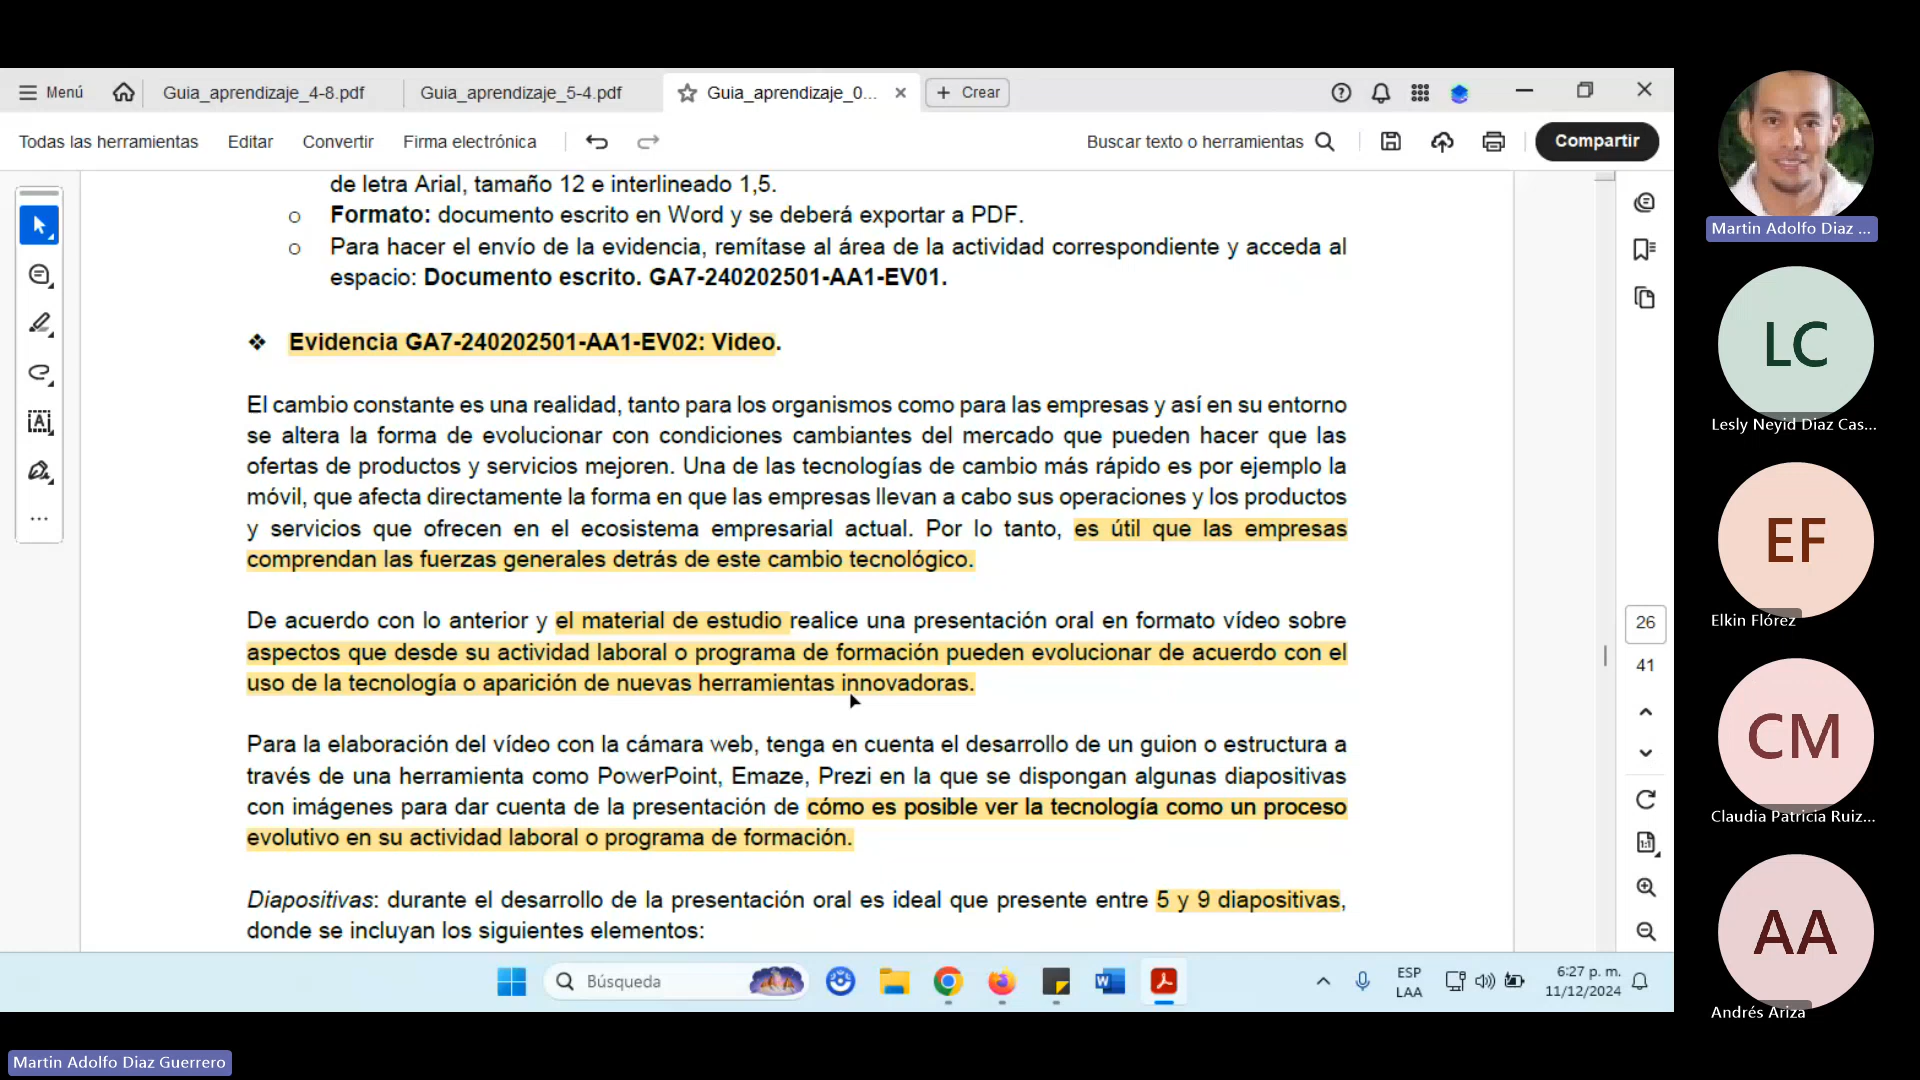 Menú
Guia_aprendizaje_4-8.pdf
Guia_aprendizaje_5-4.pdf
Guia_aprendizaje_0...
+ Crear
Todas las herramientas
Editar
Convertir
Firma electrónica
Buscar texto o herramientas
Compartir
de letra Arial, tamaño 12 e interlineado 1,5.
o Formato: documento escrito en Word y se deberá exportar a PDF.
o Para hacer el envío de la evidencia, remítase al área de la actividad correspondiente y acceda al
espacio: Documento escrito. GA7-240202501-AA1-EV01.
❖ Evidencia GA7-240202501-AA1-EV02: Video.
El cambio constante es una realidad, tanto para los organismos como para las empresas y así en su entorno
se altera la forma de evolucionar con condiciones cambiantes del mercado que pueden hacer que las
ofertas de productos y servicios mejoren. Una de las tecnologías de cambio más rápido es por ejemplo la
móvil, que afecta directamente la forma en que las empresas llevan a cabo sus operaciones y los productos
y servicios que ofrecen en el ecosistema empresarial actual. Por lo tanto, es útil que las empresas
comprendan las fuerzas generales detrás de este cambio tecnológico.
De acuerdo con lo anterior y el material de estudio realice una presentación oral en formato vídeo sobre
aspectos que desde su actividad laboral o programa de formación pueden evolucionar de acuerdo con el
uso de la tecnología o aparición de nuevas herramientas innovadoras.
Para la elaboración del vídeo con la cámara web, tenga en cuenta el desarrollo de un guion o estructura a
través de una herramienta como PowerPoint, Emaze, Prezi en la que se dispongan algunas diapositivas
con imágenes para dar cuenta de la presentación de cómo es posible ver la tecnología como un proceso
evolutivo en su actividad laboral o programa de formación.
Diapositivas: durante el desarrollo de la presentación oral es ideal que presente entre 5 y 9 diapositivas,
donde se incluyan los siguientes elementos:
26
41
1:1
Búsqueda
ESP
LAA
6:27 p. m.
11/12/2024
Martin Adolfo Diaz ...
LC
Lesly Neyid Diaz Cas...
EF
Elkin Flórez
CM
Claudia Patricia Ruiz...
AA
Andrés Ariza
Martin Adolfo Diaz Guerrero